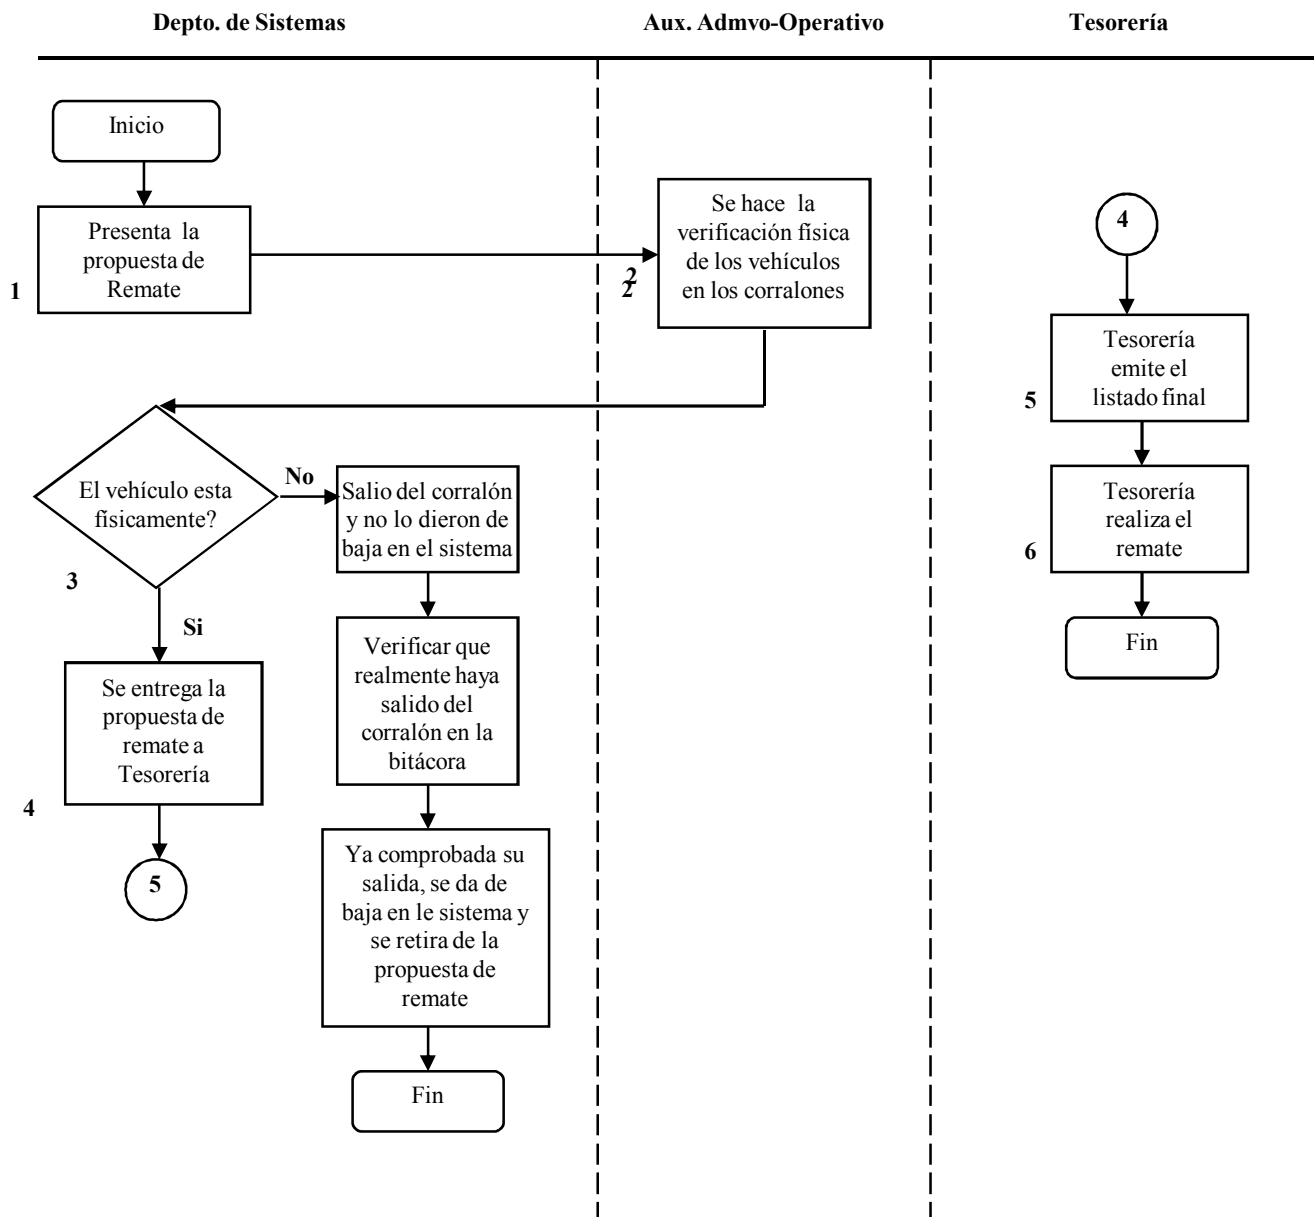 Depto. de Sistemas
Aux. Admvo-Operativo
Tesorería
Inicio
Presenta la
propuesta de
Remate
1
Se hace la
verificación física
de los vehículos
en los corralones
2
2
El vehículo esta
físicamente?
3
No
Salio del corralón
y no lo dieron de
baja en el sistema
Si
Verificar que
realmente haya
salido del
corralón en la
bitácora
Se entrega la
propuesta de
remate a
Tesorería
4
5
Ya comprobada su
salida, se da de
baja en le sistema y
se retira de la
propuesta de
remate
Fin
4
Tesorería
emite el
listado final
5
Tesorería
realiza el
remate
6
Fin